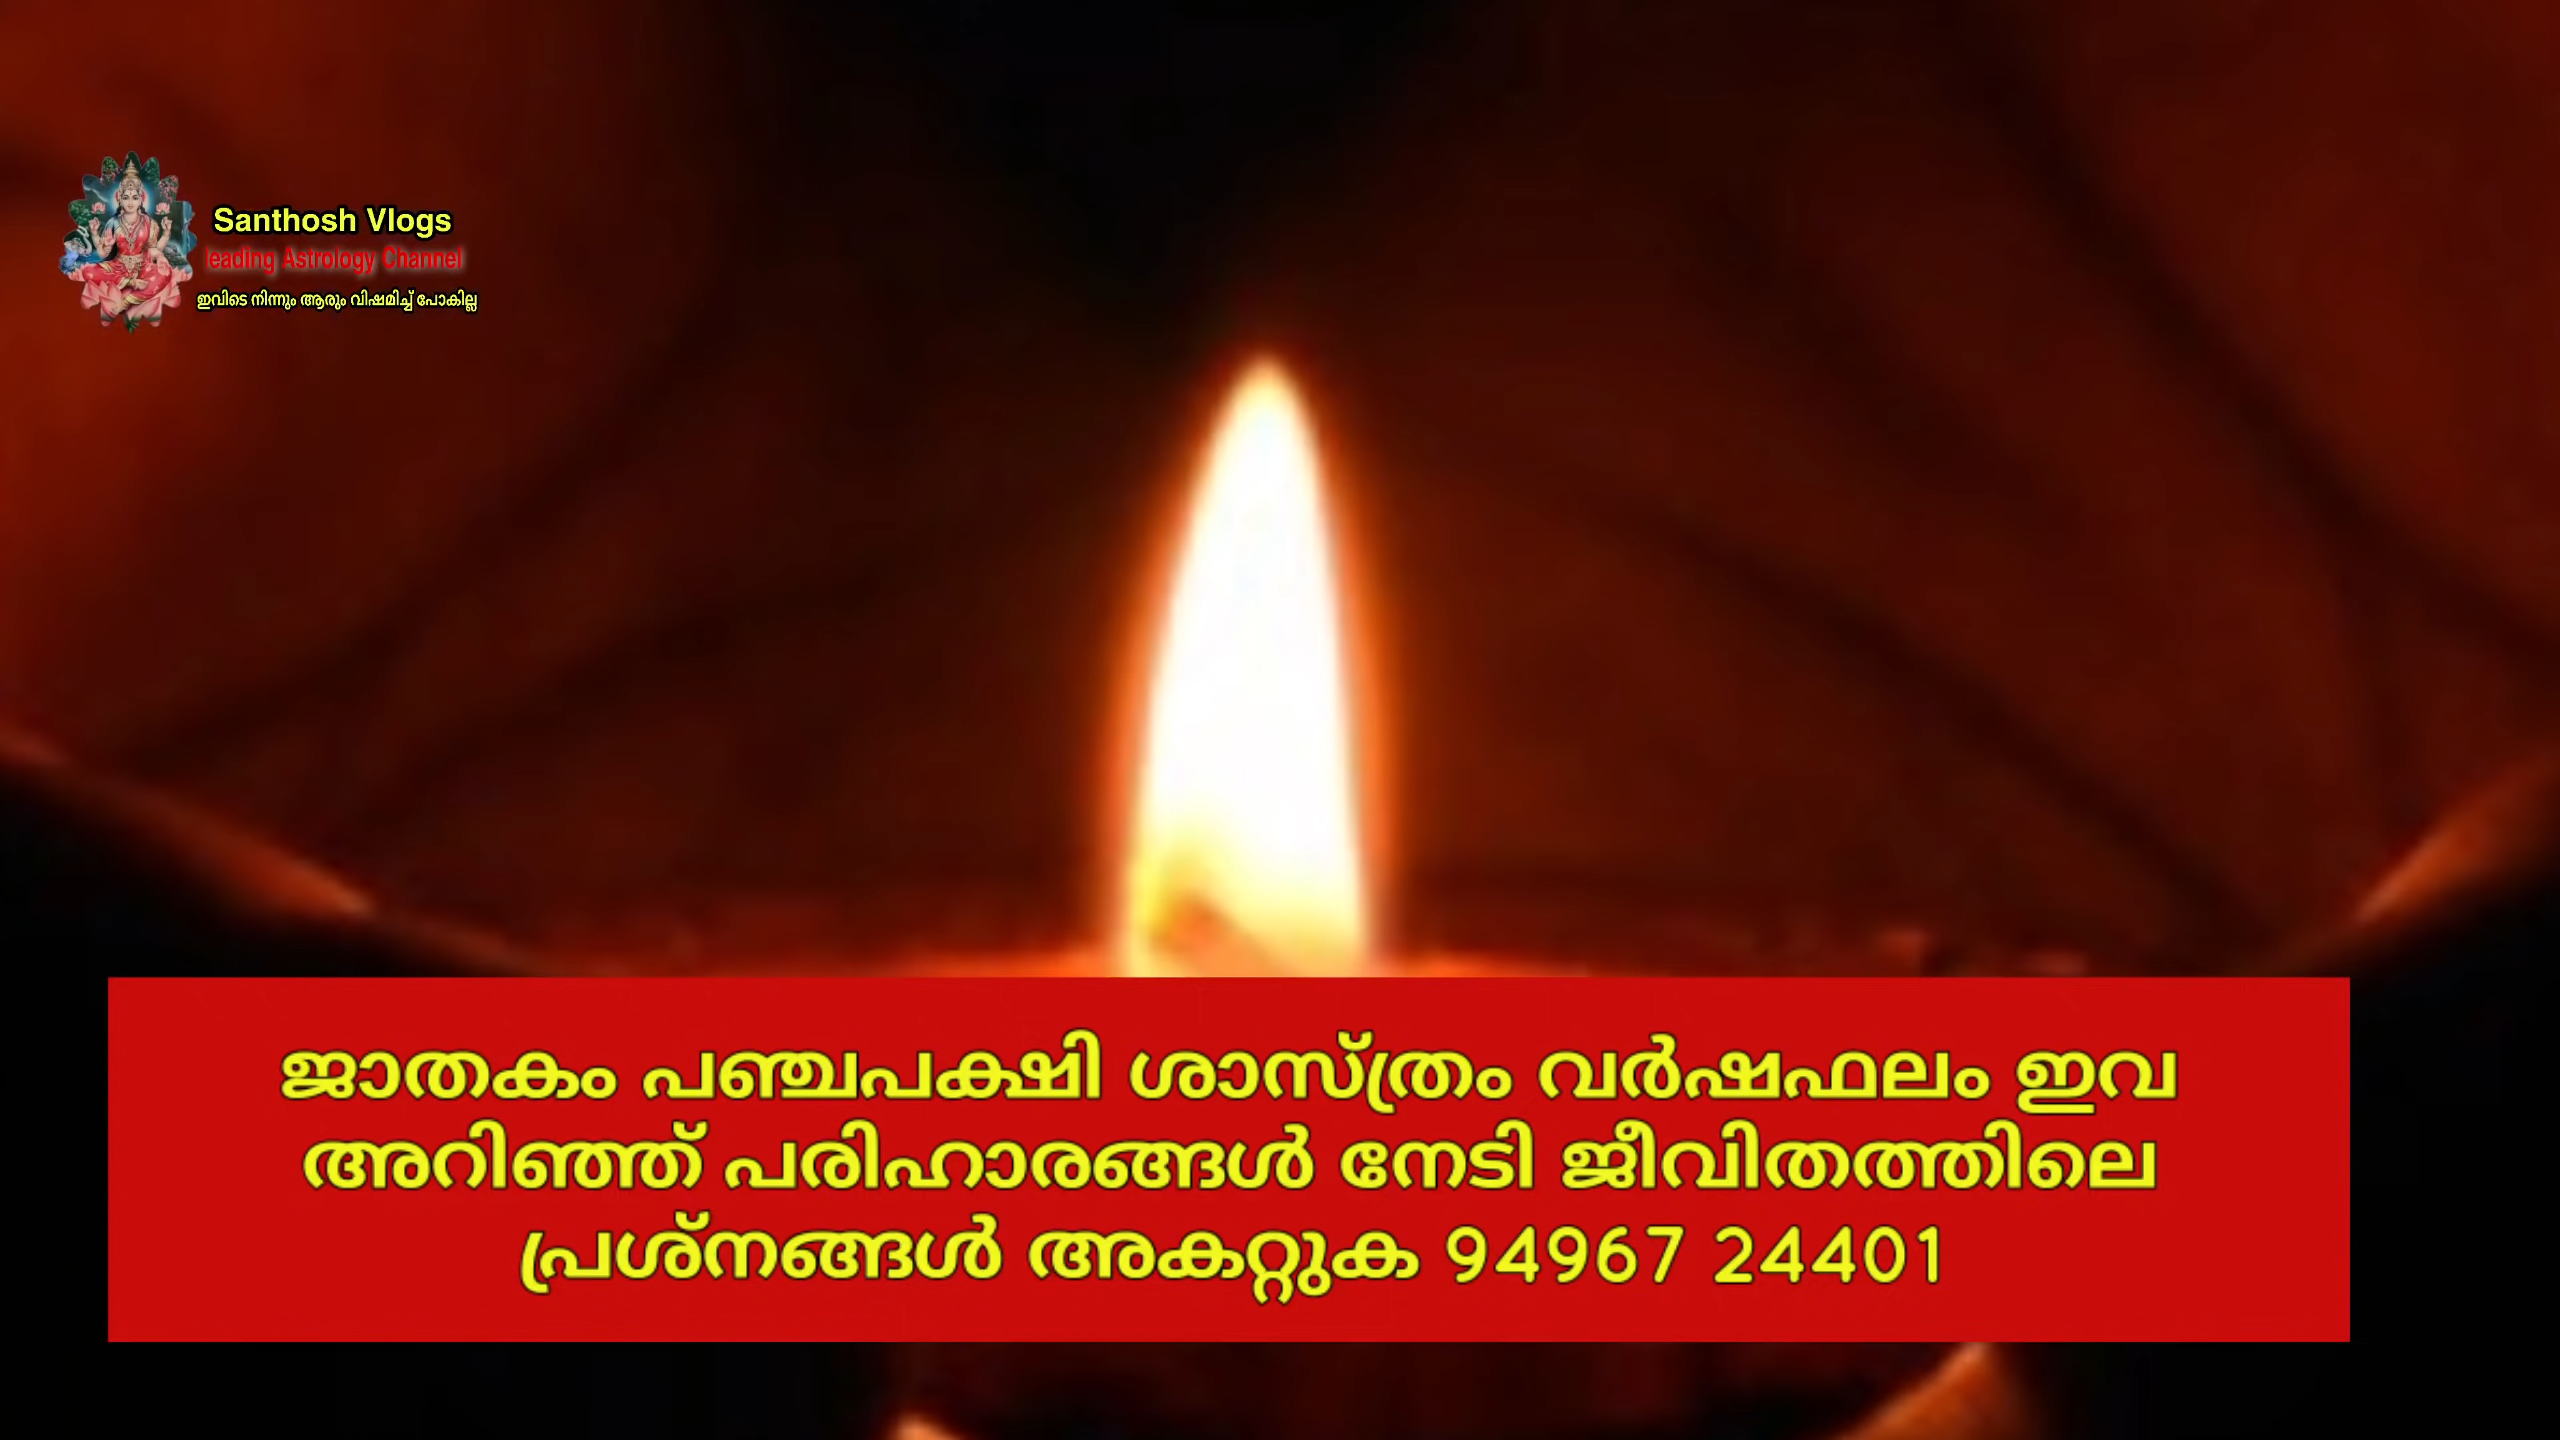 Santhosh Vlogs
leading Astrology Channel
ഇവിടെ നിന്നും ആരും വിഷമിച്ച് പോകില്ല
ജാതകം പഞ്ചപക്ഷി ശാസ്ത്രം വർഷഫലം ഇവ
അറിഞ്ഞ് പരിഹാരങ്ങൾ നേടി ജീവിതത്തിലെ
പ്രശ്നങ്ങൾ അകറ്റുക 94967 24401